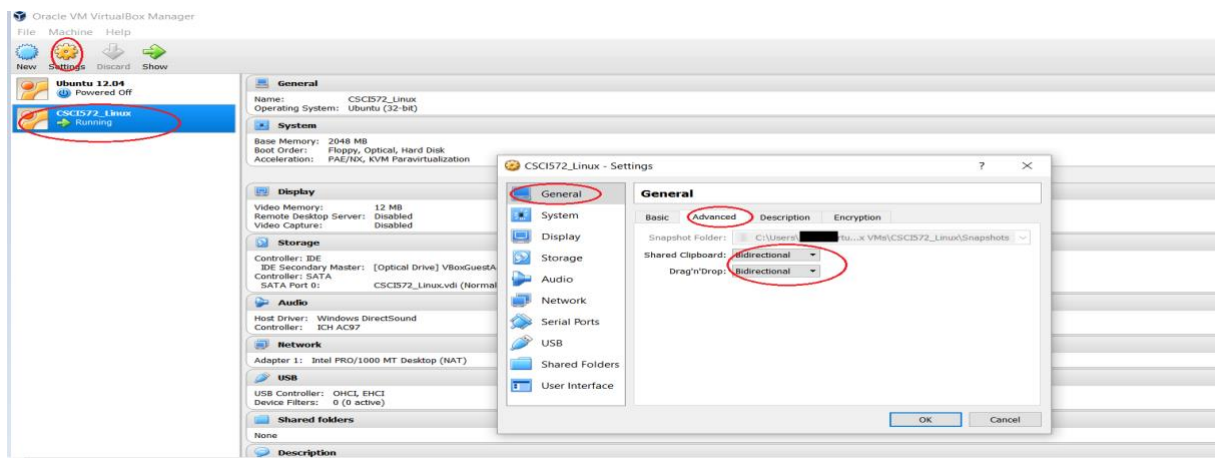 Oracle VM VirtualBox Manager
File Machine Help
New Settings Discard Show
Ubuntu 12.04
Powered Off
CSCI572_Linux
Running
General
Name: CSCI572_Linux
Operating System: Ubuntu (32-bit)
System
Base Memory: 2048 MB
Boot Order: Floppy, Optical, Hard Disk
Acceleration: PAE/NX, KVM Paravirtualization
Display
Video Memory: 12 MB
Remote Desktop Server: Disabled
Video Capture: Disabled
Storage
Controller: IDE
IDE Secondary Master: [Optical Drive] VBoxGuestA
Controller: SATA
SATA Port 0: CSCI572_Linux.vdi (Normal
Audio
Host Driver: Windows DirectSound
Controller: ICH AC97
Network
Adapter 1: Intel PRO/1000 MT Desktop (NAT)
USB
USB Controller: OHCI, EHCI
Device Filters: 0 (0 active)
Shared folders
None
Description
CSCI572_Linux - Settings ? ×
General
System
Display
Storage
Audio
Network
Serial Ports
USB
Shared Folders
User Interface
General
Basic Advanced Description Encryption
Snapshot Folder: C:\Users\ rtu...x VMs\CSCI572_Linux\Snapshots
Shared Clipboard: Bidirectional
Drag'n'Drop: Bidirectional
OK Cancel